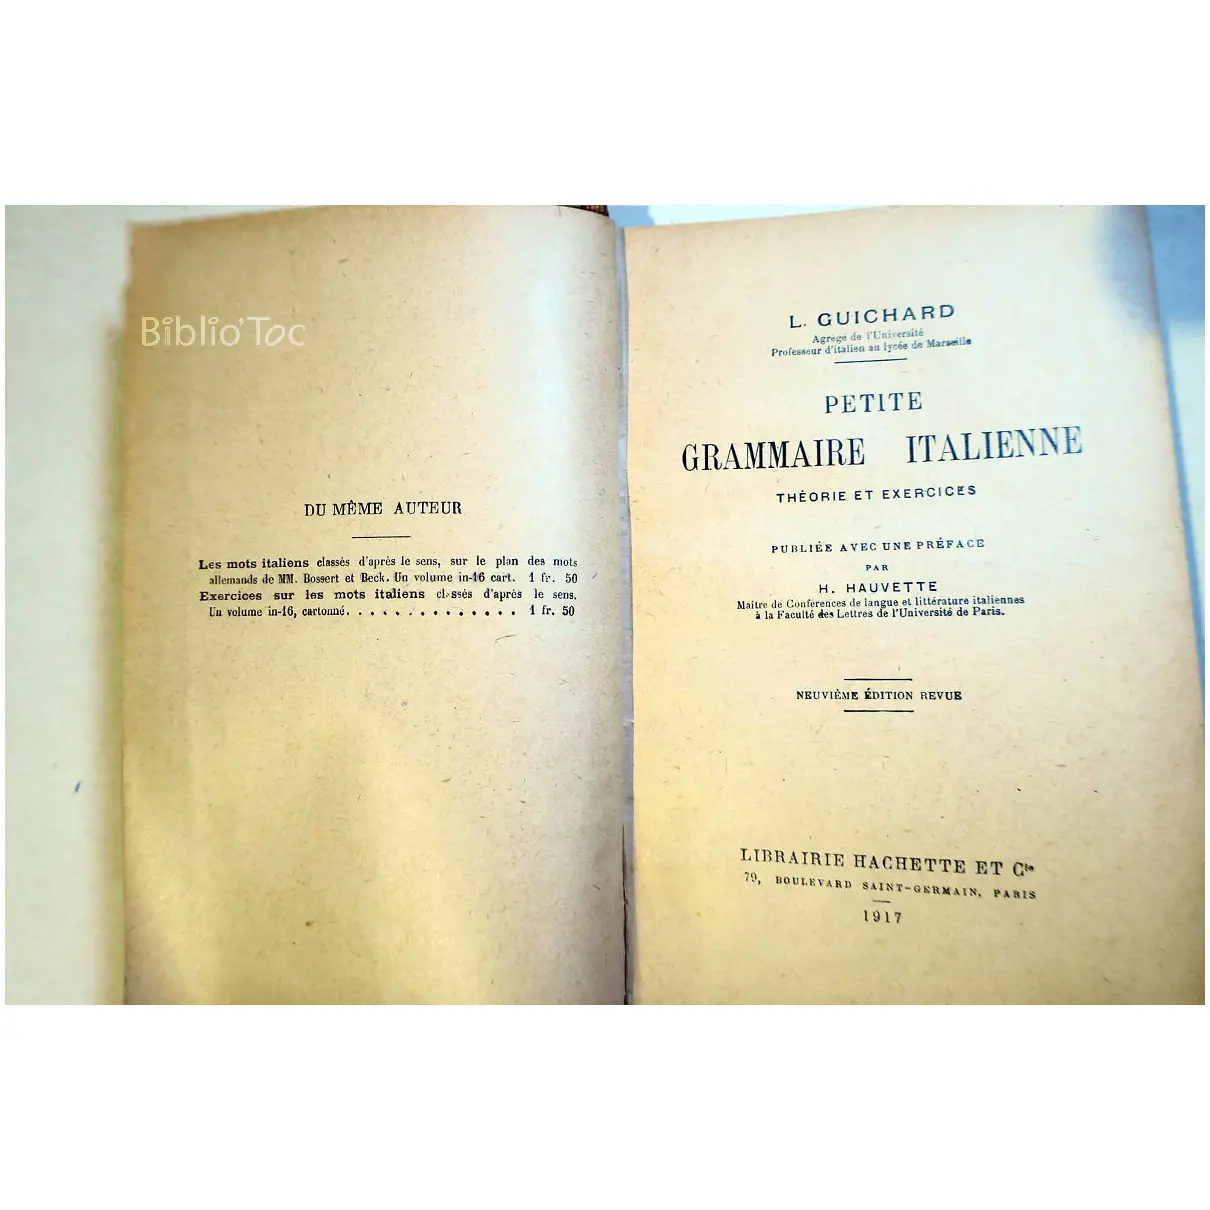 Biblio'Toc
DU MÊME AUTEUR
Les mots italiens classés d'après le sens, sur le plan des mots
allemands de MM. Bossert et Beck. Un volume in-16 cart. 1 fr. 50
Exercices sur les mots italiens classés d'après le sens.
Un volume in-16, cartonné. . . . . . . . . . . . . . 1 fr. 50
L. GUICHARD
Agrégé de l'Université
Professeur d'italien au lycée de Marseille
PETITE
GRAMMAIRE ITALIENNE
THÉORIE ET EXERCICES
PUBLIÉE AVEC UNE PRÉFACE
PAR
H. HAUVETTE
Maître de Conférences de langue et littérature italiennes
à la Faculté des Lettres de l'Université de Paris.
NEUVIÈME ÉDITION REVUE
LIBRAIRIE HACHETTE ET Cie
79, BOULEVARD SAINT-GERMAIN, PARIS
1917